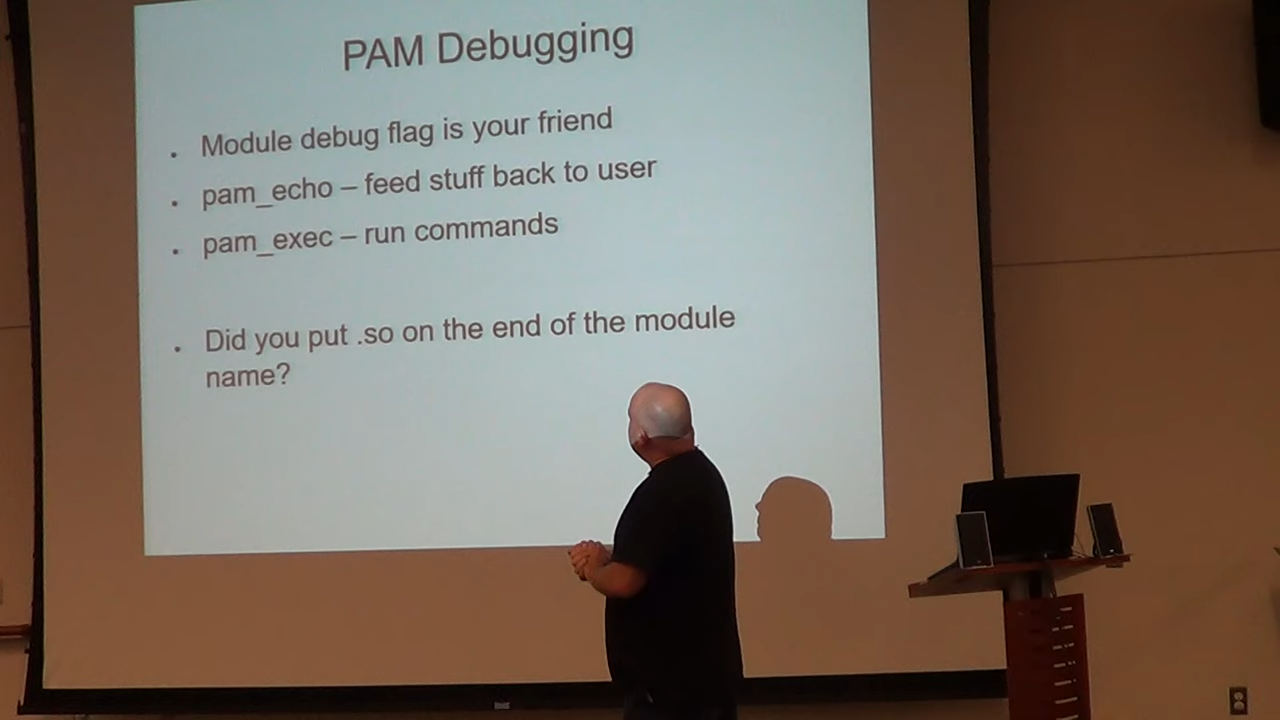 PAM Debugging
. Module debug flag is your friend
. pam_echo – feed stuff back to user
. pam_exec – run commands
. Did you put .so on the end of the module
name?